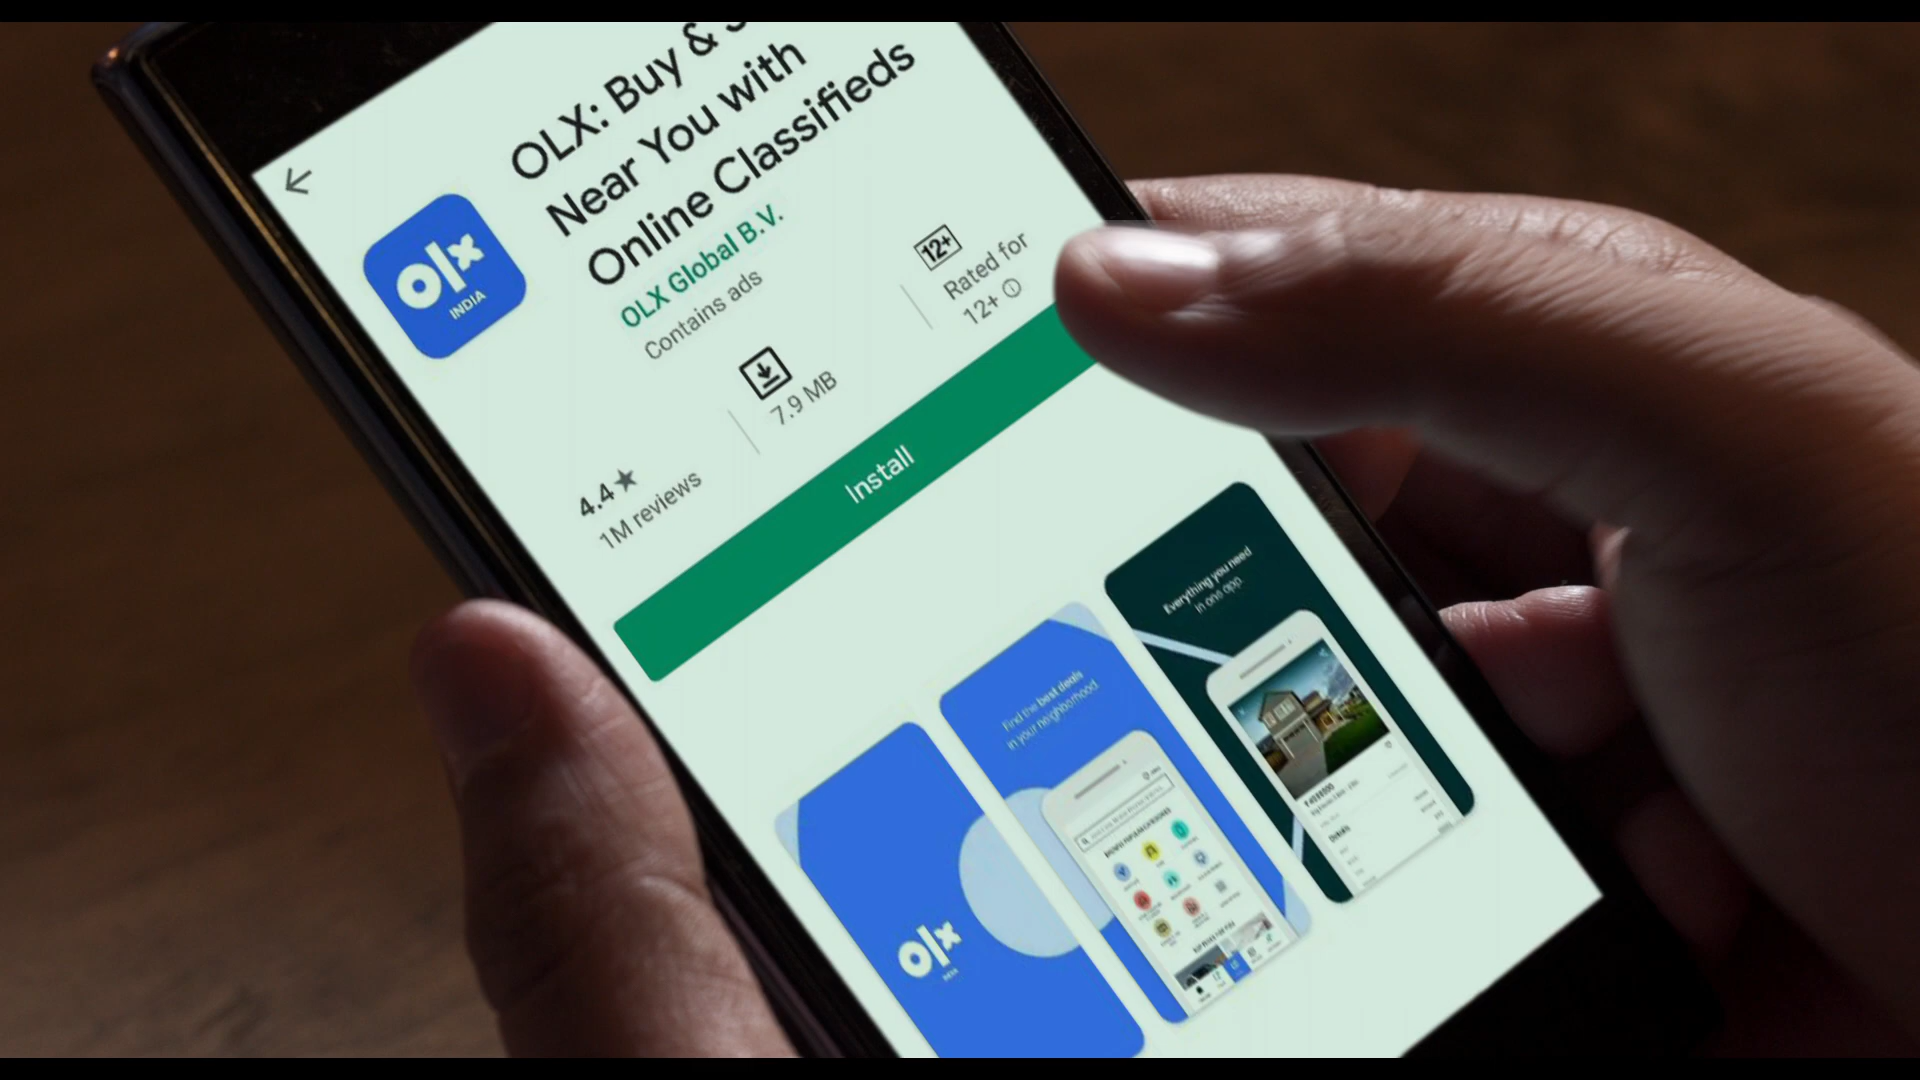 OLX: Buy &
Near You with
Online Classifieds
OLX Global B.V.
Contains ads
olx
INDIA
4.4★
1M reviews
7.9 MB
12+
Rated for
12+
Install
olx
INDIA
Find the best deals
in your neighborhood
Everything you need
in one app.
Details